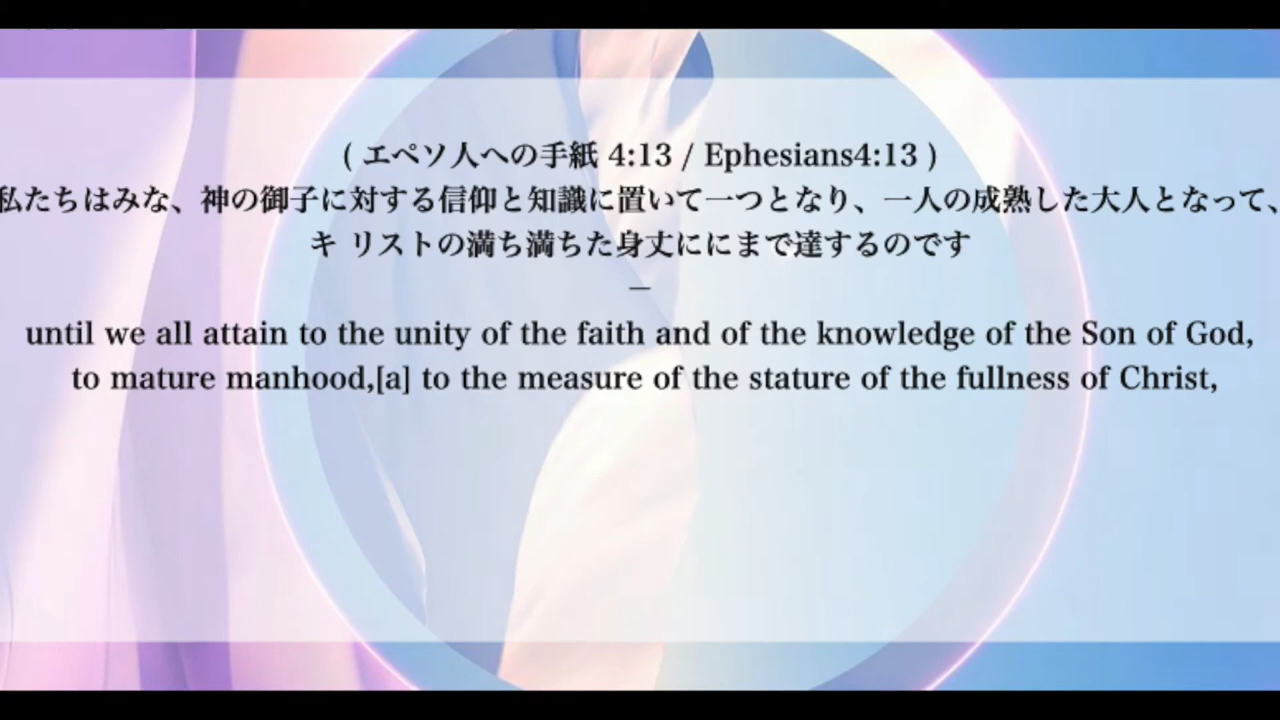 ( エペソ人への手紙 4:13 / Ephesians4:13 )
私たちはみな、神の御子に対する信仰と知識に置いて一つとなり、一人の成熟した大人となって、
キ リストの満ち満ちた身丈ににまで達するのです
—
until we all attain to the unity of the faith and of the knowledge of the Son of God,
to mature manhood,[a] to the measure of the stature of the fullness of Christ,